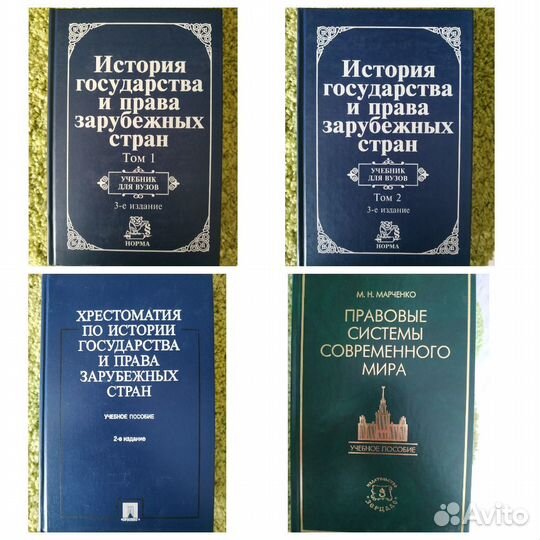 История
государства
и права
зарубежных
стран
Том 1
УЧЕБНИК
ДЛЯ ВУЗОВ
3-е издание
НОРМА
История
государства
и права
зарубежных
стран
УЧЕБНИК
ДЛЯ ВУЗОВ
Том 2
3-е издание
НОРМА
ХРЕСТОМАТИЯ
ПО ИСТОРИИ
ГОСУДАРСТВА
И ПРАВА
ЗАРУБЕЖНЫХ
СТРАН
УЧЕБНОЕ ПОСОБИЕ
2-е издание
М. Н. МАРЧЕНКО
ПРАВОВЫЕ
СИСТЕМЫ
СОВРЕМЕННОГО
МИРА
УЧЕБНОЕ ПОСОБИЕ
ИЗДАТЕЛЬСТВО
ЗЕРЦАЛО
Avito